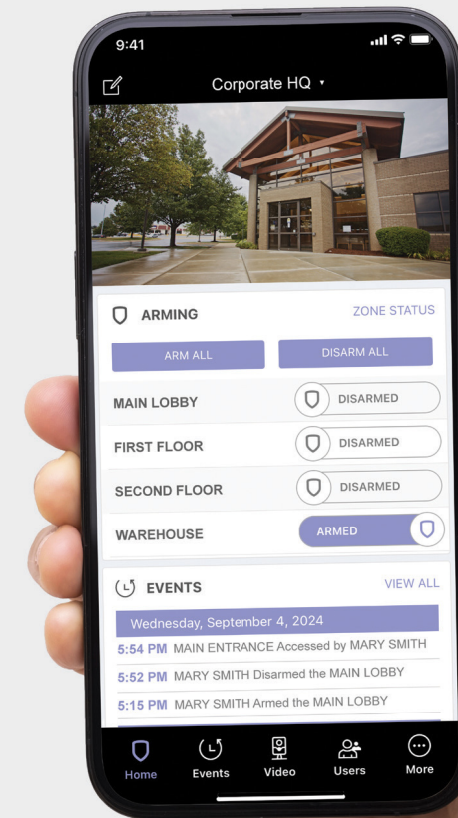 9:41
Corporate HQ
ARMING ZONE STATUS
ARM ALL DISARM ALL
MAIN LOBBY DISARMED
FIRST FLOOR DISARMED
SECOND FLOOR DISARMED
WAREHOUSE ARMED
EVENTS VIEW ALL
Wednesday, September 4, 2024
5:54 PM MAIN ENTRANCE Accessed by MARY SMITH
5:52 PM MARY SMITH Disarmed the MAIN LOBBY
5:15 PM MARY SMITH Armed the MAIN LOBBY
Home Events Video Users More